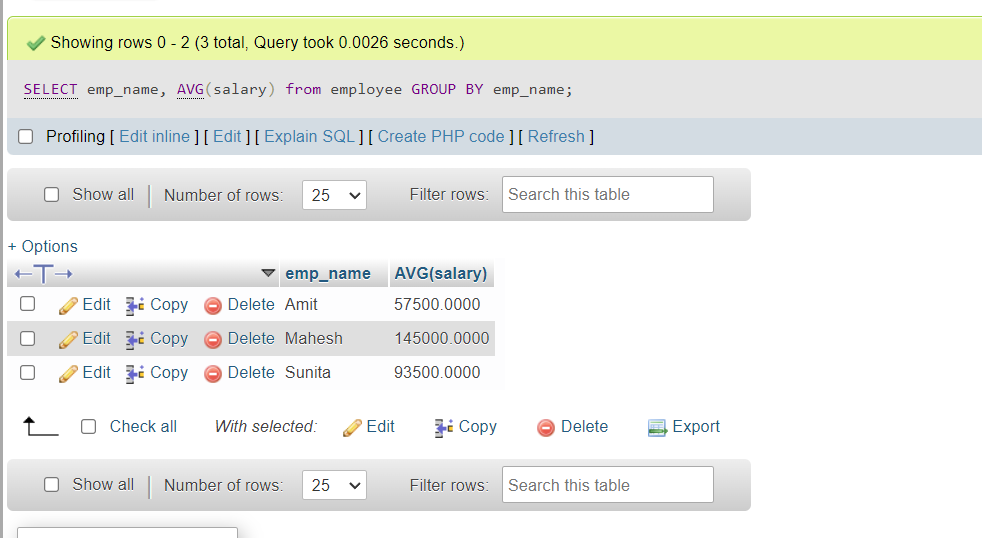 Showing rows 0 - 2 (3 total, Query took 0.0026 seconds.)
SELECT emp_name, AVG(salary) from employee GROUP BY emp_name;
Profiling [ Edit inline ] [ Edit ] [ Explain SQL ] [ Create PHP code ] [ Refresh ]
Show all Number of rows: 25 Filter rows: Search this table
+ Options
emp_name AVG(salary)
Edit Copy Delete Amit 57500.0000
Edit Copy Delete Mahesh 145000.0000
Edit Copy Delete Sunita 93500.0000
Check all With selected: Edit Copy Delete Export
Show all Number of rows: 25 Filter rows: Search this table